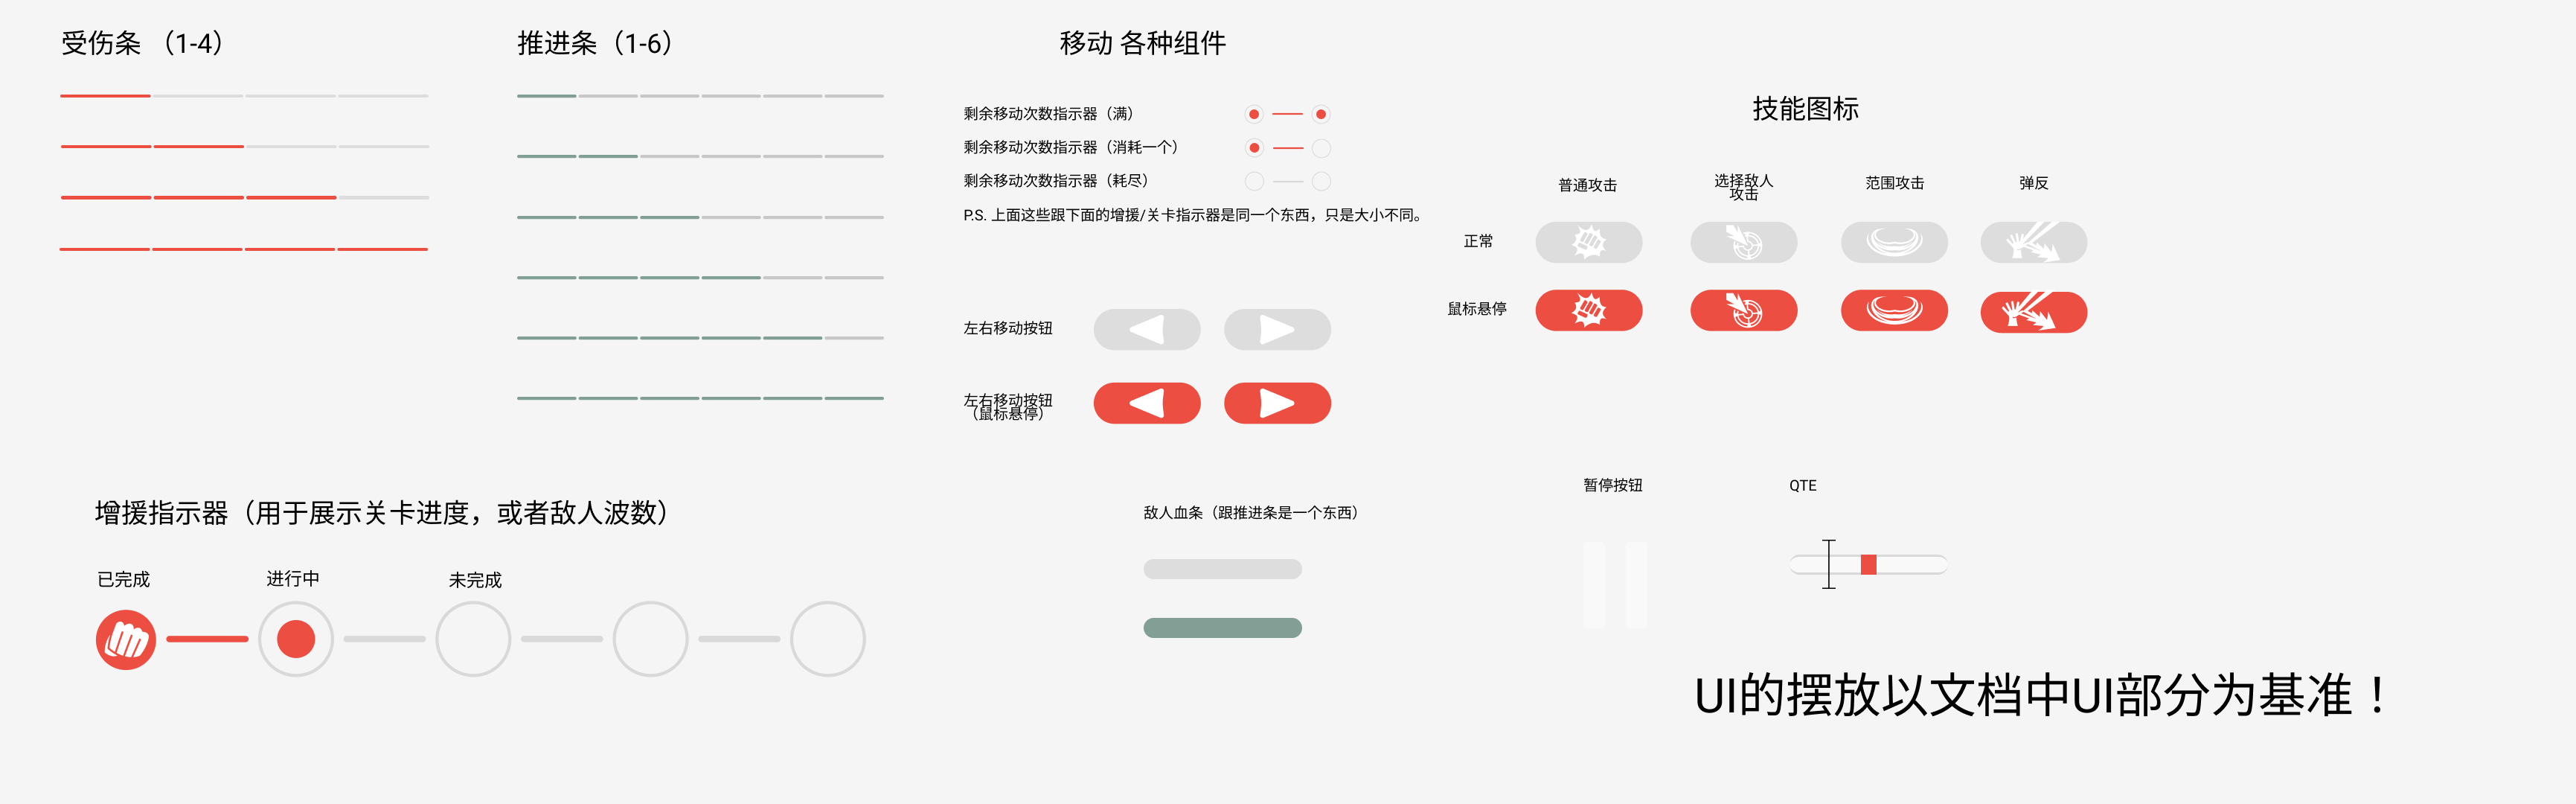 受伤条 （1-4）
推进条（1-6）
移动 各种组件
剩余移动次数指示器（满）
剩余移动次数指示器（消耗一个）
剩余移动次数指示器（耗尽）
P.S. 上面这些跟下面的增援/关卡指示器是同一个东西，只是大小不同。
左右移动按钮
左右移动按钮
（鼠标悬停）
技能图标
普通攻击
选择敌人
攻击
范围攻击
弹反
正常
鼠标悬停
增援指示器（用于展示关卡进度，或者敌人波数）
已完成
进行中
未完成
敌人血条（跟推进条是一个东西）
暂停按钮
QTE
UI的摆放以文档中UI部分为基准！